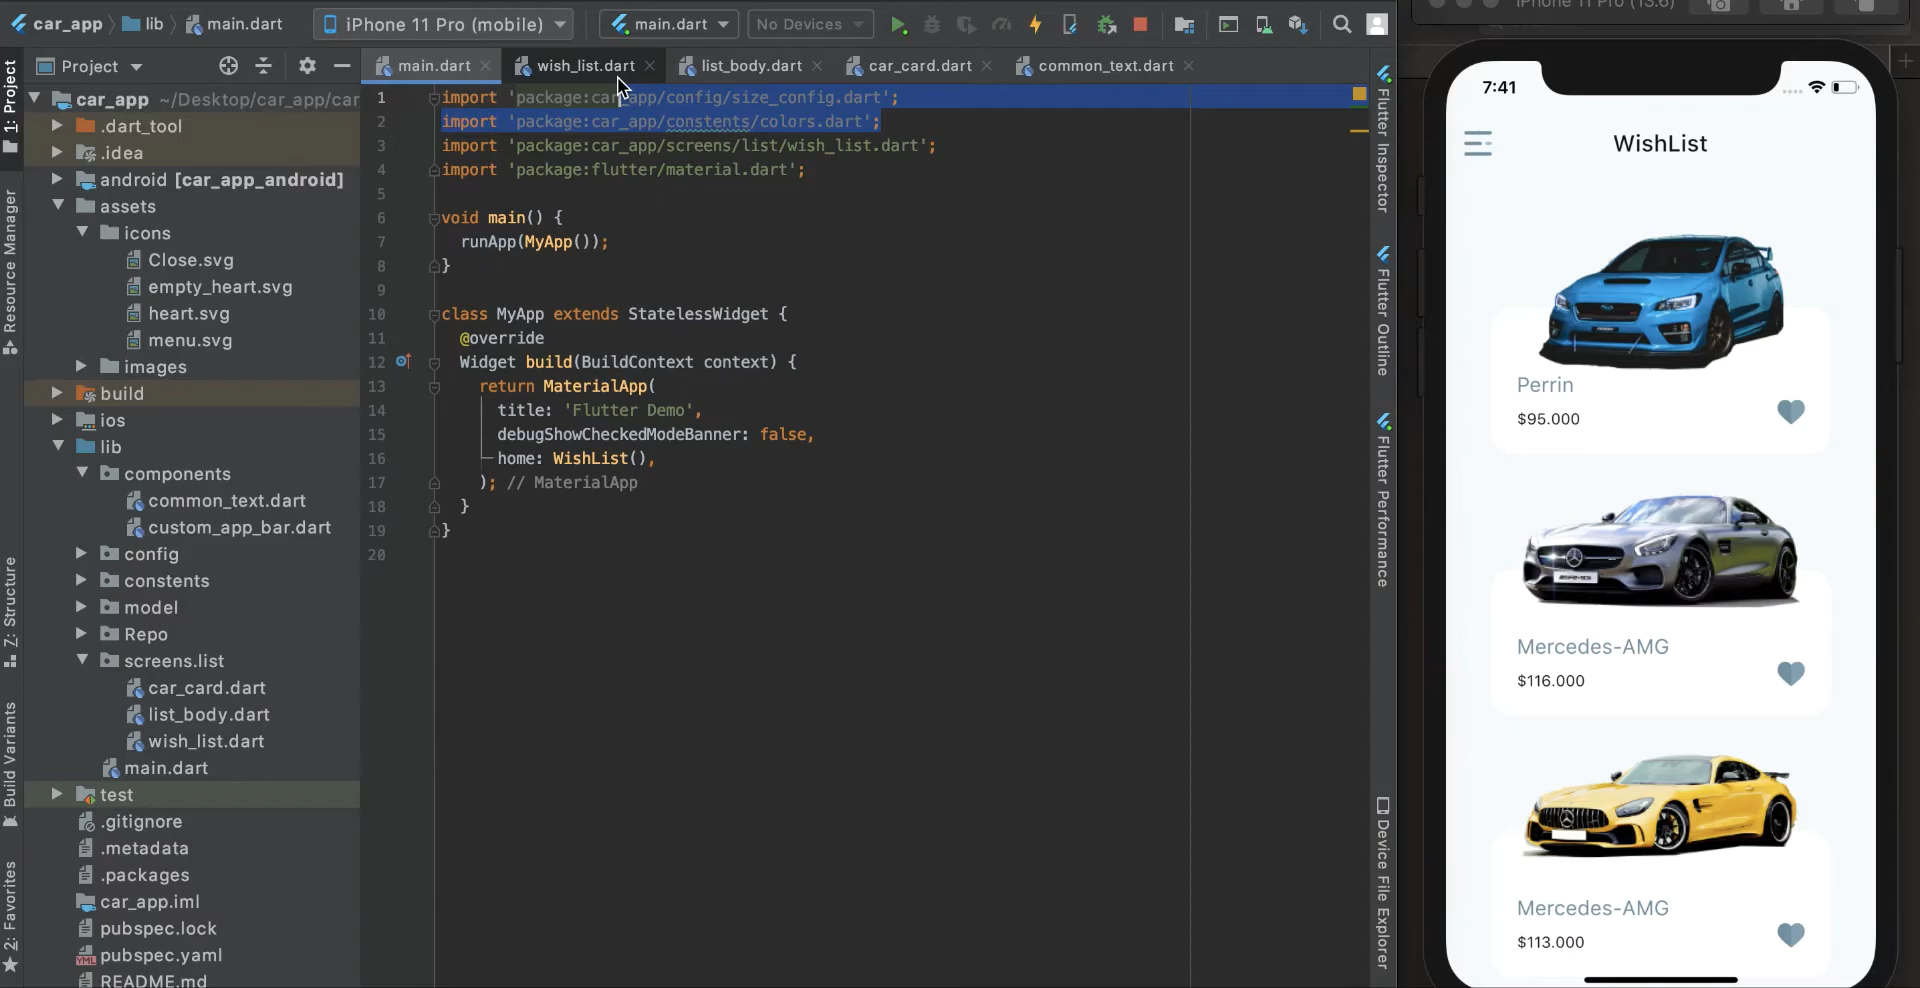 car_app
lib
main.dart
iPhone 11 Pro (mobile)
main.dart
No Devices
Project
main.dart
wish_list.dart
list_body.dart
car_card.dart
common_text.dart
1: Project
Resource Manager
Z: Structure
Build Variants
2: Favorites
car_app ~/Desktop/car_app/car
.dart_tool
.idea
android [car_app_android]
assets
icons
Close.svg
empty_heart.svg
heart.svg
menu.svg
images
build
ios
lib
components
common_text.dart
custom_app_bar.dart
config
constents
model
Repo
screens.list
car_card.dart
list_body.dart
wish_list.dart
main.dart
test
.gitignore
.metadata
.packages
car_app.iml
pubspec.lock
pubspec.yaml
README.md
1 import 'package:car_app/config/size_config.dart';
2 import 'package:car_app/constents/colors.dart';
3 import 'package:car_app/screens/list/wish_list.dart';
4 import 'package:flutter/material.dart';
5
6 void main() {
7 runApp(MyApp());
8 }
9
10 class MyApp extends StatelessWidget {
11 @override
12 Widget build(BuildContext context) {
13 return MaterialApp(
14 title: 'Flutter Demo',
15 debugShowCheckedModeBanner: false,
16 home: WishList(),
17 ); // MaterialApp
18 }
19 }
20
Flutter Inspector
Flutter Outline
Flutter Performance
Device File Explorer
iPhone 11 Pro (13.6)
7:41
WishList
Perrin
$95.000
Mercedes-AMG
$116.000
Mercedes-AMG
$113.000